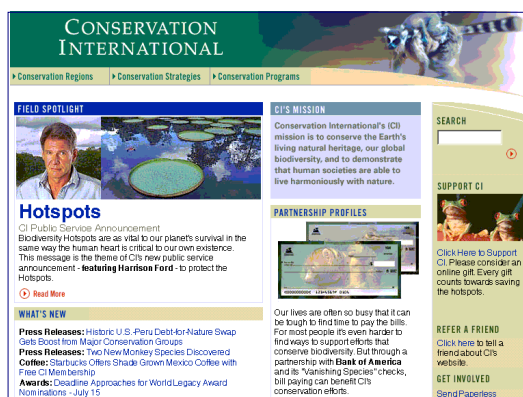 CONSERVATION
INTERNATIONAL
Conservation Regions
Conservation Strategies
Conservation Programs
FIELD SPOTLIGHT
Hotspots
CI Public Service Announcement
Biodiversity Hotspots are as vital to our planet's survival in the
same way the human heart is critical to our own existence.
This message is the theme of CI's new public service
announcement - featuring Harrison Ford - to protect the
Hotspots.
Read More
WHAT'S NEW
Press Releases: Historic U.S.-Peru Debt-for-Nature Swap
Gets Boost from Major Conservation Groups
Press Releases: Two New Monkey Species Discovered
Coffee: Starbucks Offers Shade Grown Mexico Coffee with
Free CI Membership
Awards: Deadline Approaches for World Legacy Award
Nominations - July 15
CI'S MISSION
Conservation International's (CI)
mission is to conserve the Earth's
living natural heritage, our global
biodiversity, and to demonstrate
that human societies are able to
live harmoniously with nature.
PARTNERSHIP PROFILES
Our lives are often so busy that it can
be tough to find time to pay the bills.
For most people it's even harder to
find ways to support efforts that
conserve biodiversity. But through a
partnership with Bank of America
and its "Vanishing Species" checks,
bill paying can benefit CI's
conservation efforts.
SEARCH
SUPPORT CI
Click Here to Support
CI. Please consider an
online gift. Every gift
counts towards saving
the hotspots.
REFER A FRIEND
Click here to tell a
friend about CI's
website.
GET INVOLVED
Send Paperless